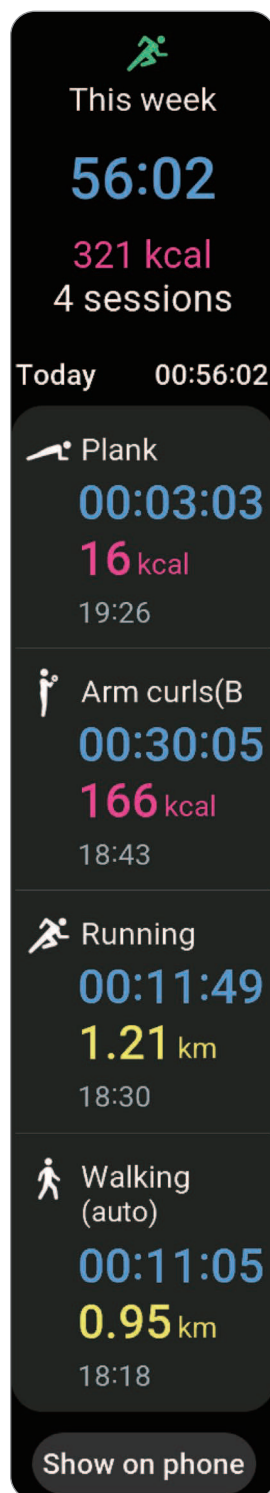 This week
56:02
321 kcal
4 sessions
Today 00:56:02
Plank
00:03:03
16 kcal
19:26
Arm curls(B
00:30:05
166 kcal
18:43
Running
00:11:49
1.21 km
18:30
Walking
(auto)
00:11:05
0.95 km
18:18
Show on phone